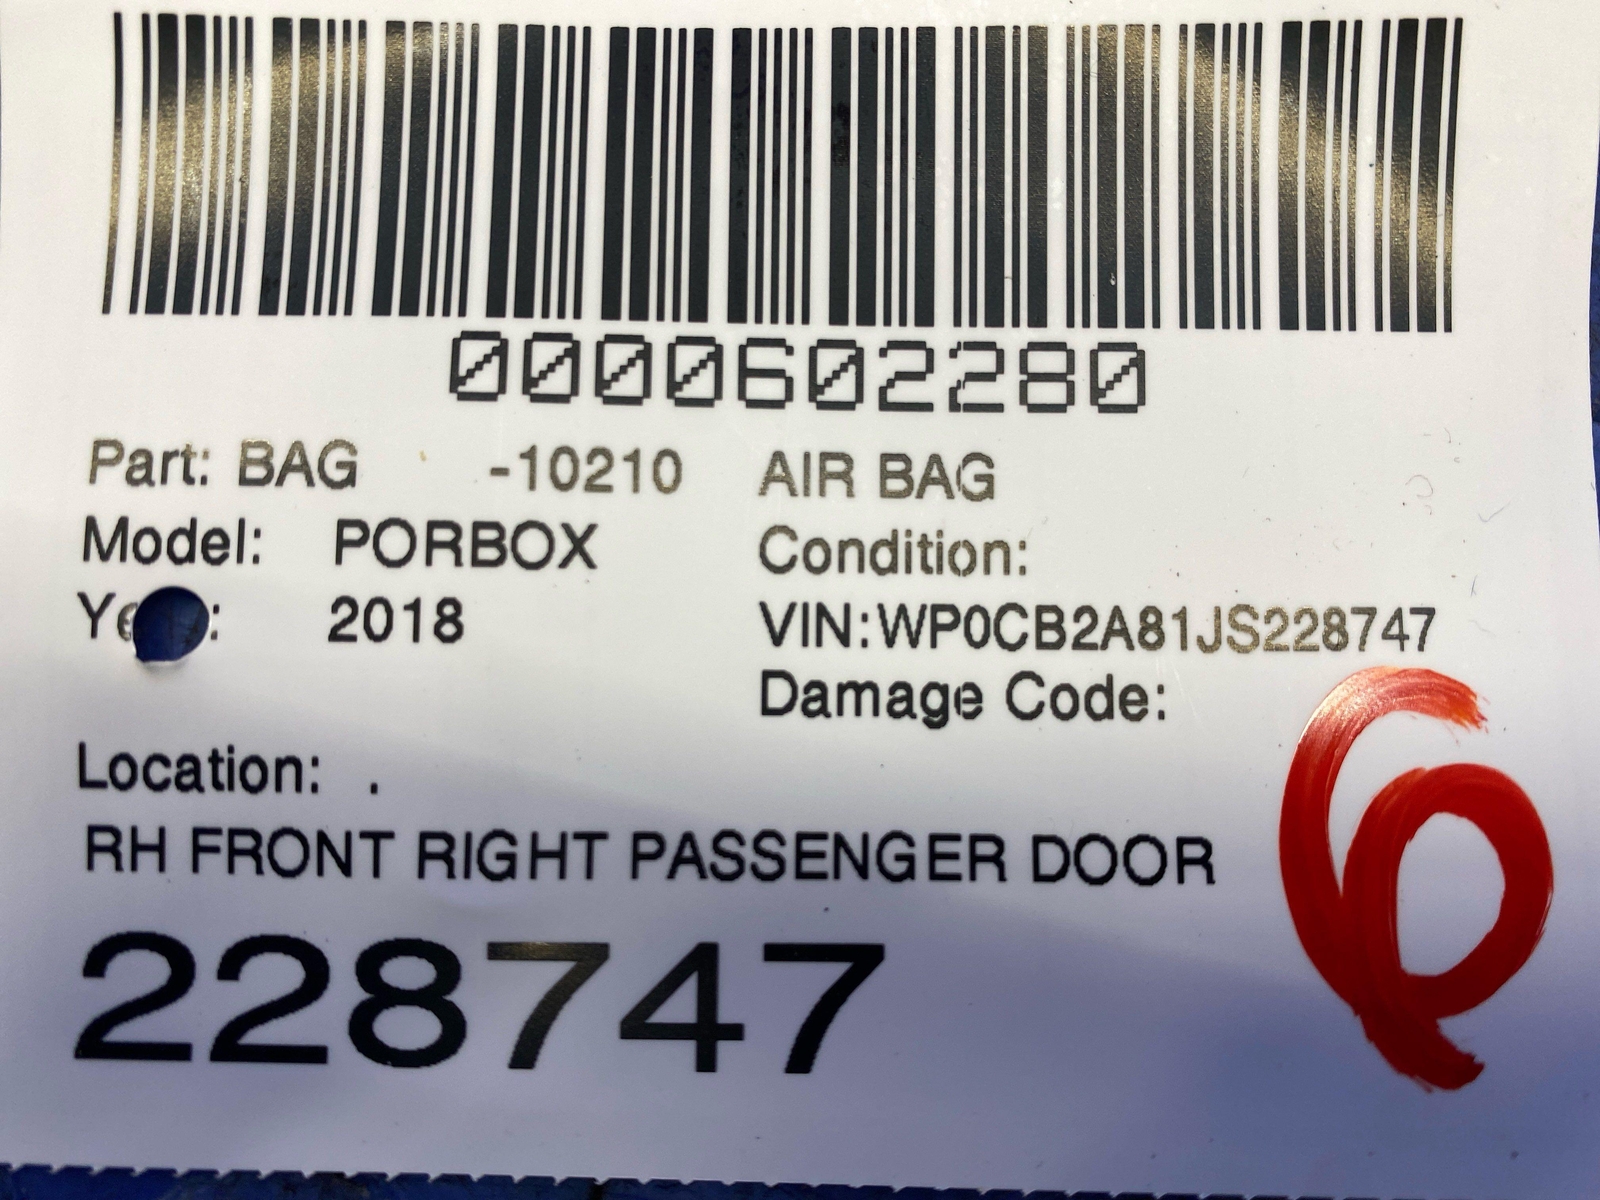 0000602280
Part: BAG -10210 AIR BAG
Model: PORBOX Condition:
2018 VIN:WP0CB2A81JS228747
Damage Code:
Location: .
RH FRONT RIGHT PASSENGER DOOR
228747